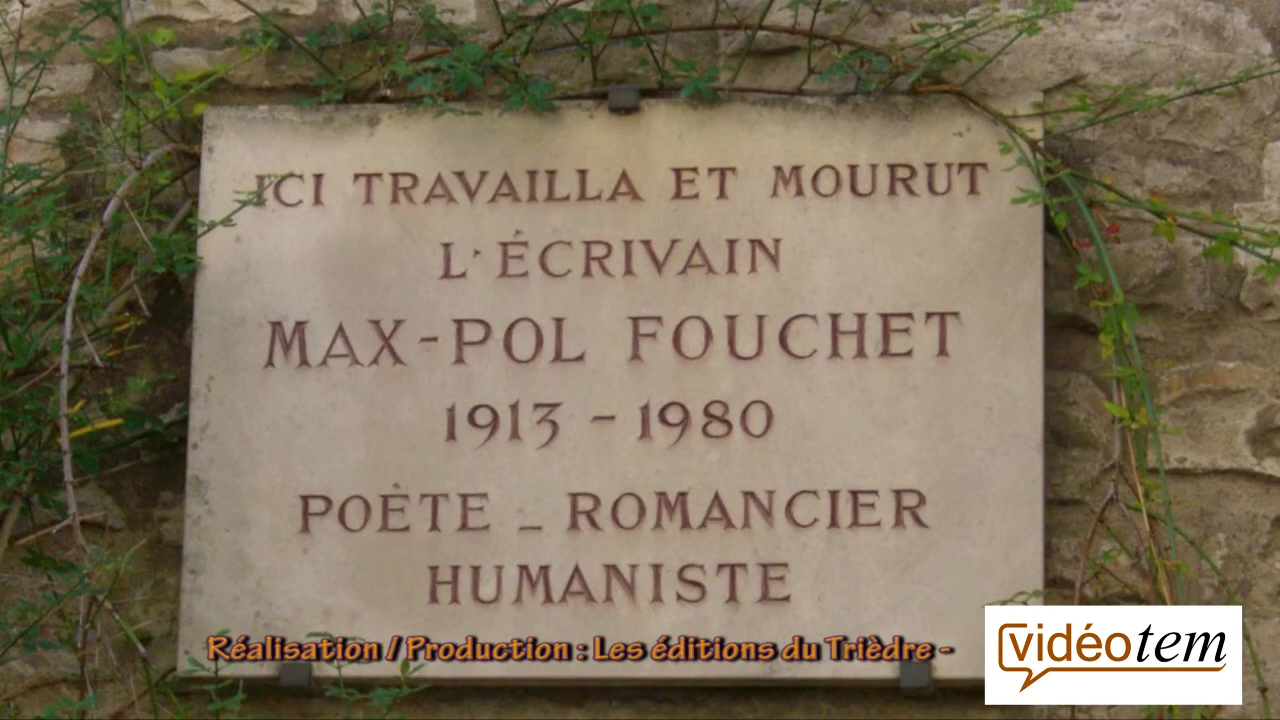 ICI TRAVAILLA ET MOURUT
L'ÉCRIVAIN
MAX-POL FOUCHET
1913 - 1980
POÈTE _ ROMANCIER
HUMANISTE
Réalisation / Production : Les éditions du Trièdre -
vidéotem